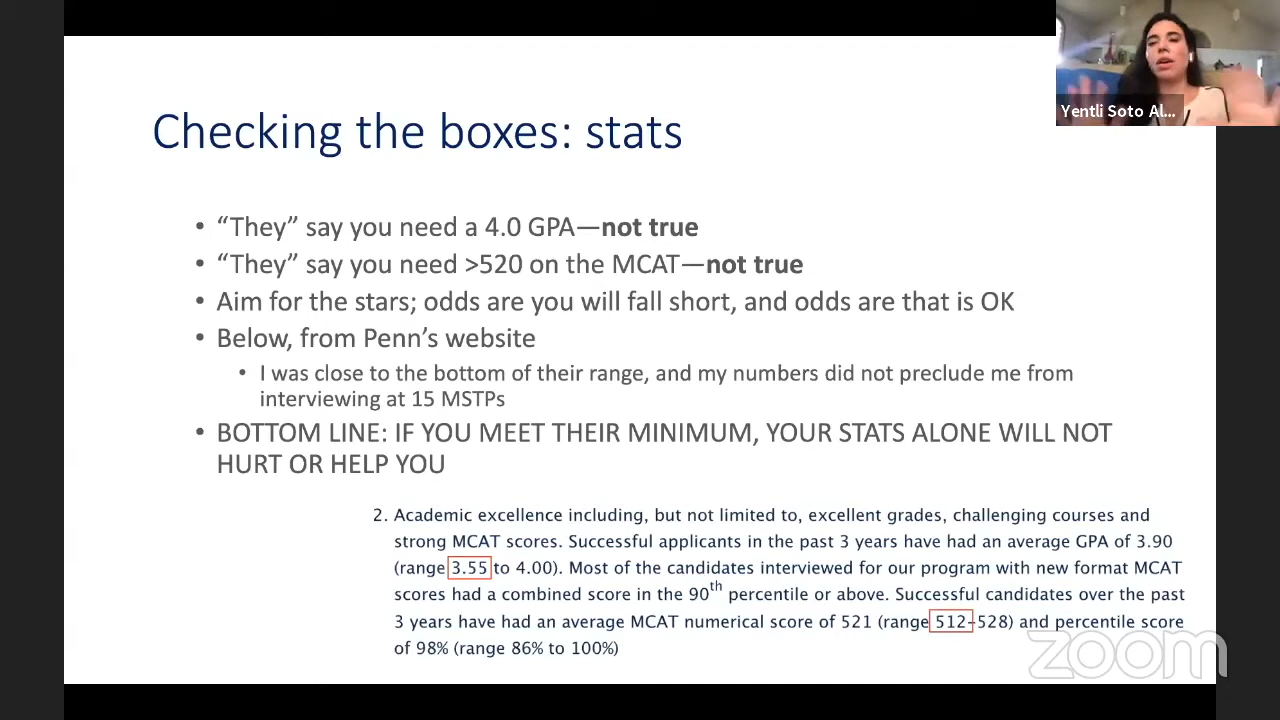 Yentli Soto Al...
Checking the boxes: stats
• “They” say you need a 4.0 GPA—not true
• “They” say you need >520 on the MCAT—not true
• Aim for the stars; odds are you will fall short, and odds are that is OK
• Below, from Penn’s website
• I was close to the bottom of their range, and my numbers did not preclude me from
interviewing at 15 MSTPs
• BOTTOM LINE: IF YOU MEET THEIR MINIMUM, YOUR STATS ALONE WILL NOT
HURT OR HELP YOU
2. Academic excellence including, but not limited to, excellent grades, challenging courses and
strong MCAT scores. Successful applicants in the past 3 years have had an average GPA of 3.90
(range 3.55 to 4.00). Most of the candidates interviewed for our program with new format MCAT
scores had a combined score in the 90th percentile or above. Successful candidates over the past
3 years have had an average MCAT numerical score of 521 (range 512-528) and percentile score
of 98% (range 86% to 100%)
zoom